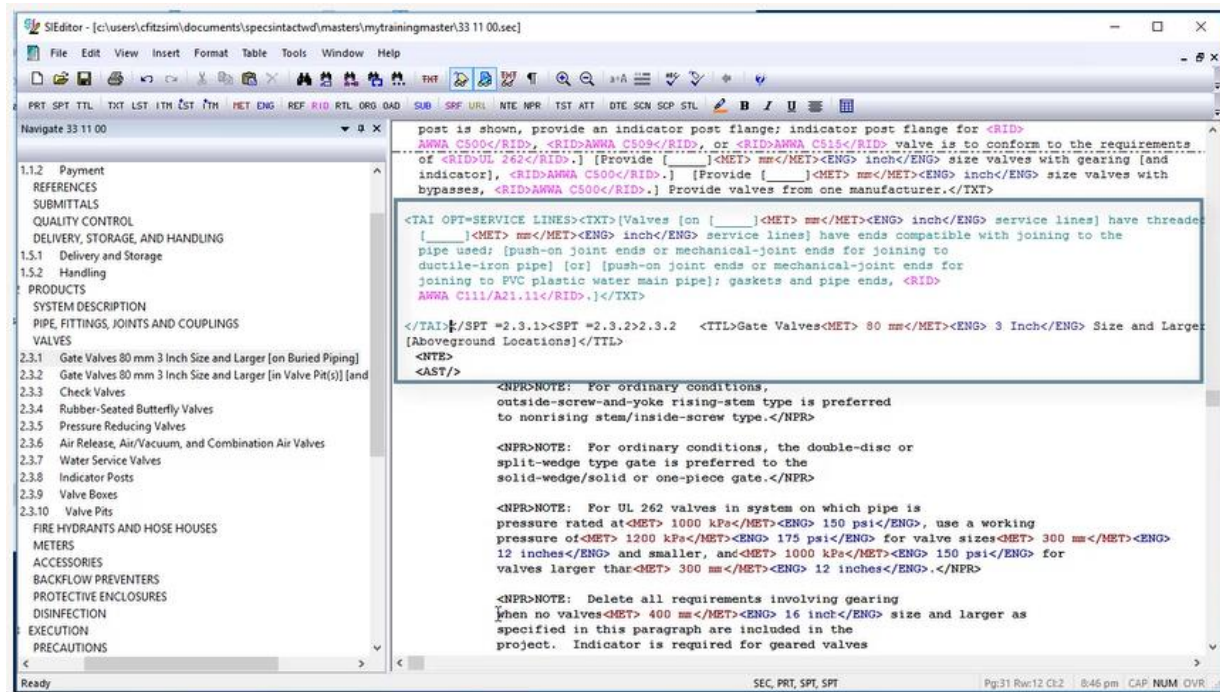 SIEditor - [c:\users\cfitzsim\documents\specsintactwd\masters\mytrainingmaster\33 11 00.sec]
File Edit View Insert Format Table Tools Window Help
PRT SPT TTL TXT LST ITM LST ITM MET ENG REF RID RTL ORG OAD SUB SRF URL NTE NPR TST ATT DTE SCN SCP STL B I U
Navigate 33 11 00
1.1.2 Payment
REFERENCES
SUBMITTALS
QUALITY CONTROL
DELIVERY, STORAGE, AND HANDLING
1.5.1 Delivery and Storage
1.5.2 Handling
PRODUCTS
SYSTEM DESCRIPTION
PIPE, FITTINGS, JOINTS AND COUPLINGS
VALVES
2.3.1 Gate Valves 80 mm 3 Inch Size and Larger [on Buried Piping]
2.3.2 Gate Valves 80 mm 3 Inch Size and Larger [in Valve Pit(s)] [and
2.3.3 Check Valves
2.3.4 Rubber-Seated Butterfly Valves
2.3.5 Pressure Reducing Valves
2.3.6 Air Release, Air/Vacuum, and Combination Air Valves
2.3.7 Water Service Valves
2.3.8 Indicator Posts
2.3.9 Valve Boxes
2.3.10 Valve Pits
FIRE HYDRANTS AND HOSE HOUSES
METERS
ACCESSORIES
BACKFLOW PREVENTERS
PROTECTIVE ENCLOSURES
DISINFECTION
EXECUTION
PRECAUTIONS
post is shown, provide an indicator post flange; indicator post flange for <RID>
AWWA C500</RID>, <RID>AWWA C509</RID>, or <RID>AWWA C515</RID> valve is to conform to the requirements
of <RID>UL 262</RID>.] [Provide [_____]<MET> mm</MET><ENG> inch</ENG> size valves with gearing [and
indicator], <RID>AWWA C500</RID>.] [Provide [_____]<MET> mm</MET><ENG> inch</ENG> size valves with
bypasses, <RID>AWWA C500</RID>.] Provide valves from one manufacturer.</TXT>
<TAI OPT=SERVICE LINES><TXT>[Valves [on [_____]<MET> mm</MET><ENG> inch</ENG> service lines] have threade
[_____]<MET> mm</MET><ENG> inch</ENG> service lines] have ends compatible with joining to the
pipe used; [push-on joint ends or mechanical-joint ends for joining to
ductile-iron pipe] [or] [push-on joint ends or mechanical-joint ends for
joining to PVC plastic water main pipe]; gaskets and pipe ends, <RID>
AWWA C111/A21.11</RID>.]</TXT>
</TAI></SPT =2.3.1><SPT =2.3.2>2.3.2 <TTL>Gate Valves<MET> 80 mm</MET><ENG> 3 Inch</ENG> Size and Large
[Aboveground Locations]</TTL>
<NTE>
<AST/>
<NPR>NOTE: For ordinary conditions,
outside-screw-and-yoke rising-stem type is preferred
to nonrising stem/inside-screw type.</NPR>
<NPR>NOTE: For ordinary conditions, the double-disc or
split-wedge type gate is preferred to the
solid-wedge/solid or one-piece gate.</NPR>
<NPR>NOTE: For UL 262 valves in system on which pipe is
pressure rated at<MET> 1000 kPa</MET><ENG> 150 psi</ENG>, use a working
pressure of<MET> 1200 kPa</MET><ENG> 175 psi</ENG> for valve sizes<MET> 300 mm</MET><ENG>
12 inches</ENG> and smaller, and<MET> 1000 kPa</MET><ENG> 150 psi</ENG> for
valves larger than<MET> 300 mm</MET><ENG> 12 inches</ENG>.</NPR>
<NPR>NOTE: Delete all requirements involving gearing
when no valves<MET> 400 mm</MET><ENG> 16 inch</ENG> size and larger as
specified in this paragraph are included in the
project. Indicator is required for geared valves
Ready
SEC, PRT, SPT, SPT
Pg:31 Rw:12 Cl:2 8:46 pm CAP NUM OVR